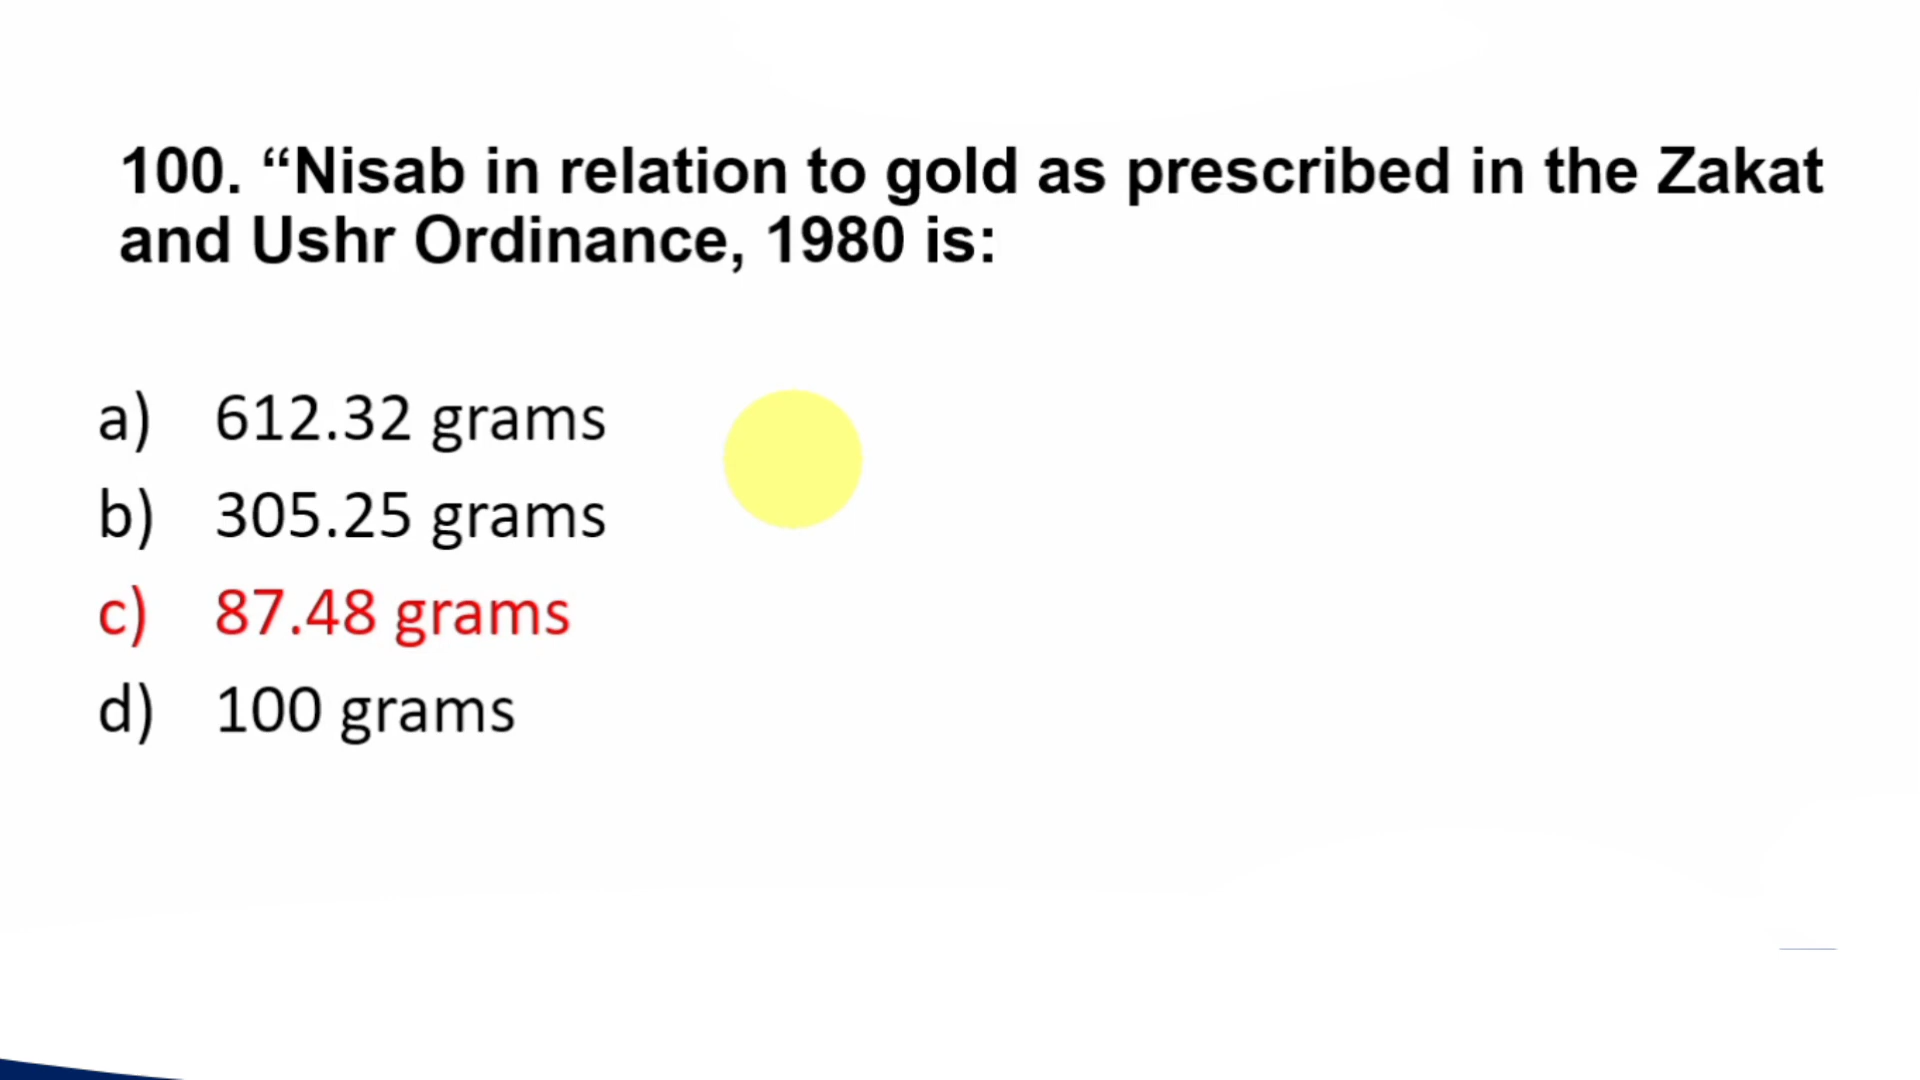 100. “Nisab in relation to gold as prescribed in the Zakat
and Ushr Ordinance, 1980 is:
a) 612.32 grams
b) 305.25 grams
c) 87.48 grams
d) 100 grams